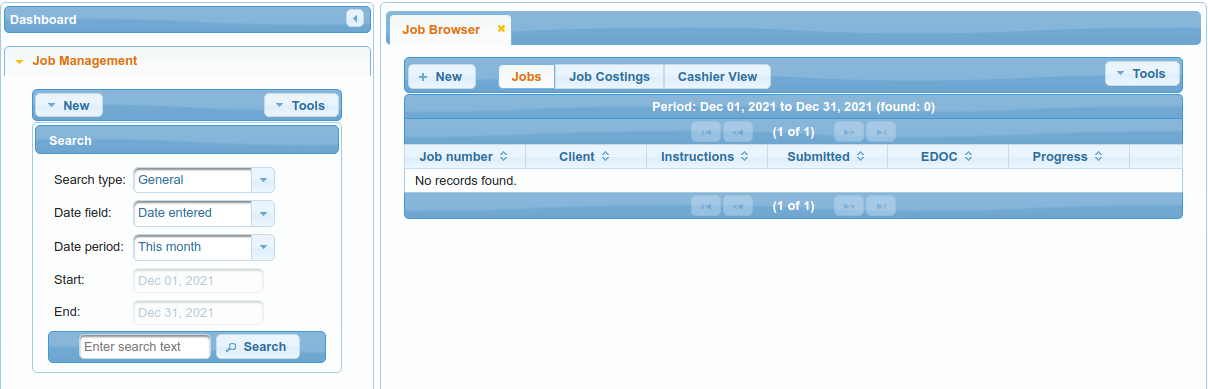 Dashboard
Job Management
New Tools
Search
Search type: General
Date field: Date entered
Date period: This month
Start: Dec 01, 2021
End: Dec 31, 2021
Enter search text Search
Job Browser
New Jobs Job Costings Cashier View Tools
Period: Dec 01, 2021 to Dec 31, 2021 (found: 0)
(1 of 1)
Job number Client Instructions Submitted EDOC Progress
No records found.
(1 of 1)